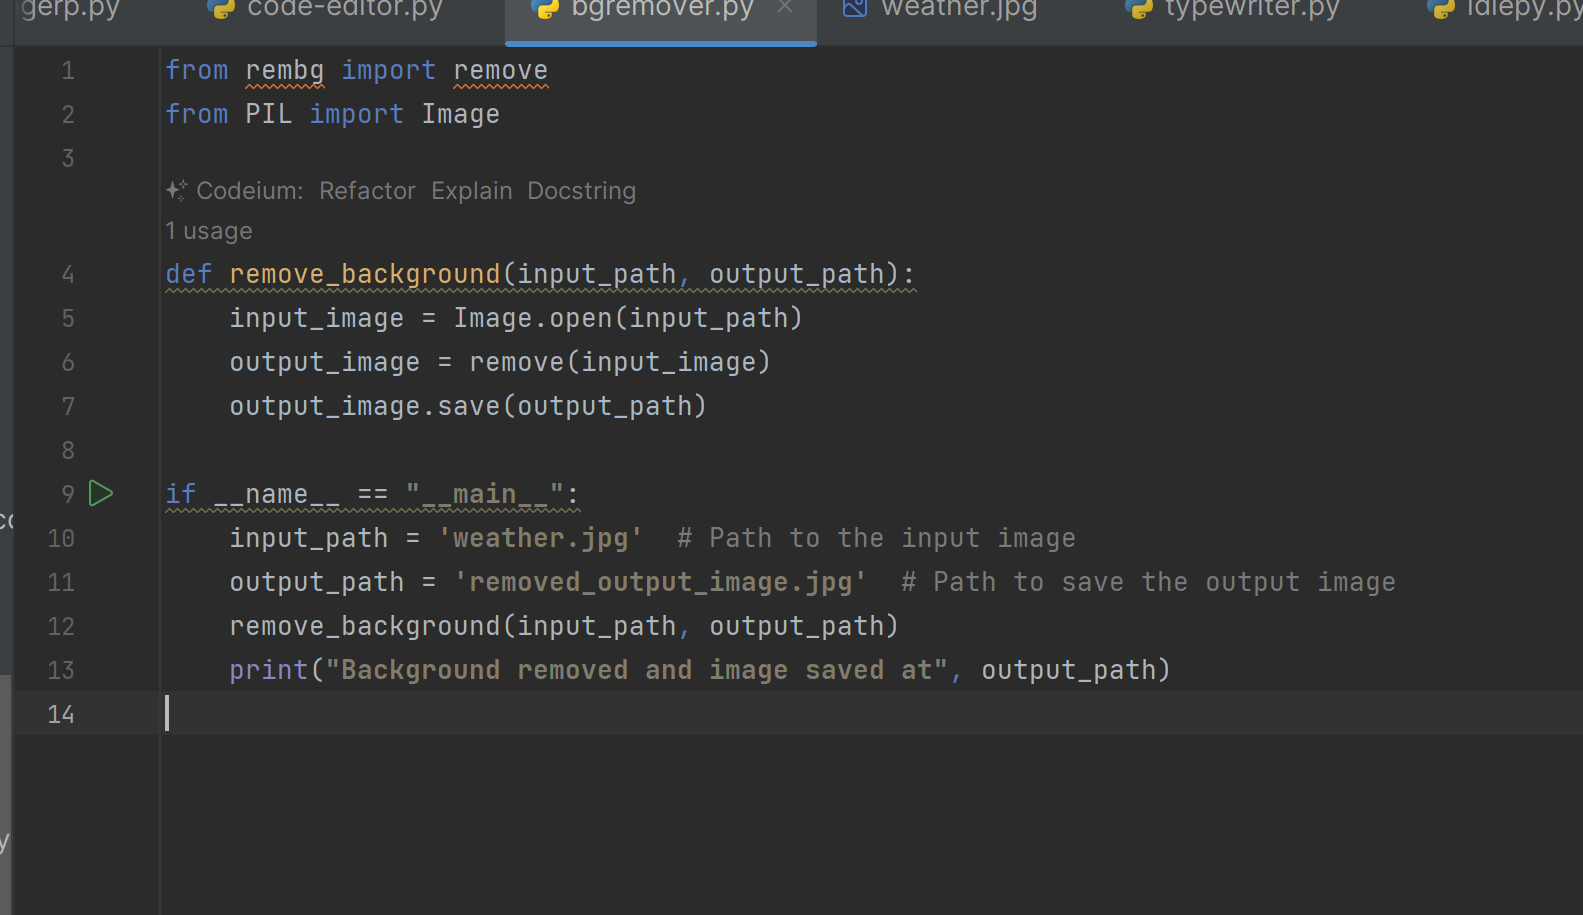 gerp.py code-editor.py bgremover.py × weather.jpg typewriter.py idlepy.py
1 from rembg import remove
2 from PIL import Image
3
Codeium: Refactor Explain Docstring
1 usage
4 def remove_background(input_path, output_path):
5     input_image = Image.open(input_path)
6     output_image = remove(input_image)
7     output_image.save(output_path)
8
9 if __name__ == "__main__":
10     input_path = 'weather.jpg'  # Path to the input image
11     output_path = 'removed_output_image.jpg'  # Path to save the output image
12     remove_background(input_path, output_path)
13     print("Background removed and image saved at", output_path)
14